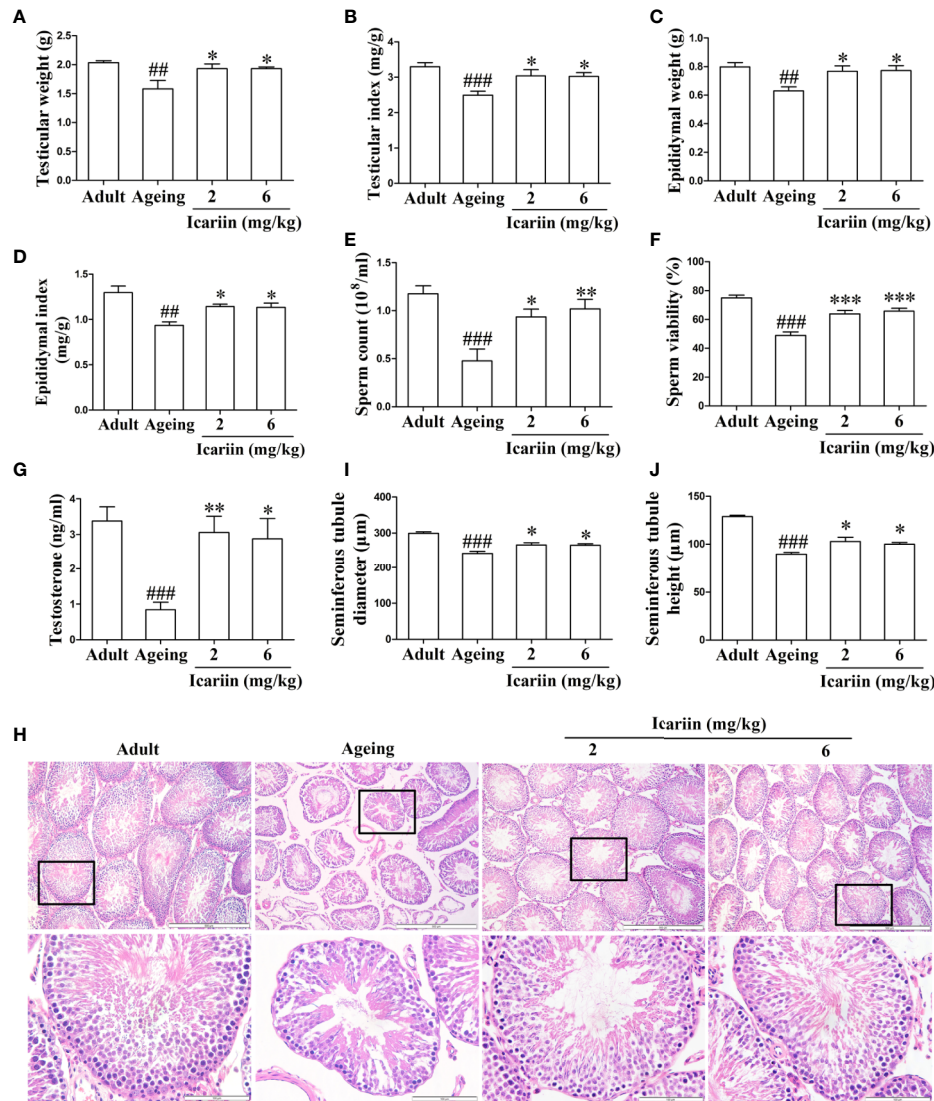 A
Testicular weight (g)
2.5
2.0
1.5
1.0
0.5
0.0
##
*
*
Adult Ageing 2 6
Icariin (mg/kg)
B
Testicular index (mg/g)
4
3
2
1
0
###
*
*
Adult Ageing 2 6
Icariin (mg/kg)
C
Epididymal weight (g)
1.0
0.8
0.6
0.4
0.2
0.0
##
*
*
Adult Ageing 2 6
Icariin (mg/kg)
D
Epididymal index
(mg/g)
1.5
1.0
0.5
0.0
##
*
*
Adult Ageing 2 6
Icariin (mg/kg)
E
Sperm count (10⁸/ml)
1.5
1.0
0.5
0.0
###
*
**
Adult Ageing 2 6
Icariin (mg/kg)
F
Sperm viability (%)
100
80
60
40
20
0
###
***
***
Adult Ageing 2 6
Icariin (mg/kg)
G
Testosterone (ng/ml)
4
3
2
1
0
###
**
*
Adult Ageing 2 6
Icariin (mg/kg)
I
Seminferous tubule
diameter (μm)
400
300
200
100
0
###
*
*
Adult Ageing 2 6
Icariin (mg/kg)
J
Seminferous tubule
height (μm)
150
100
50
0
###
*
*
Adult Ageing 2 6
Icariin (mg/kg)
H
Icariin (mg/kg)
Adult Ageing 2 6